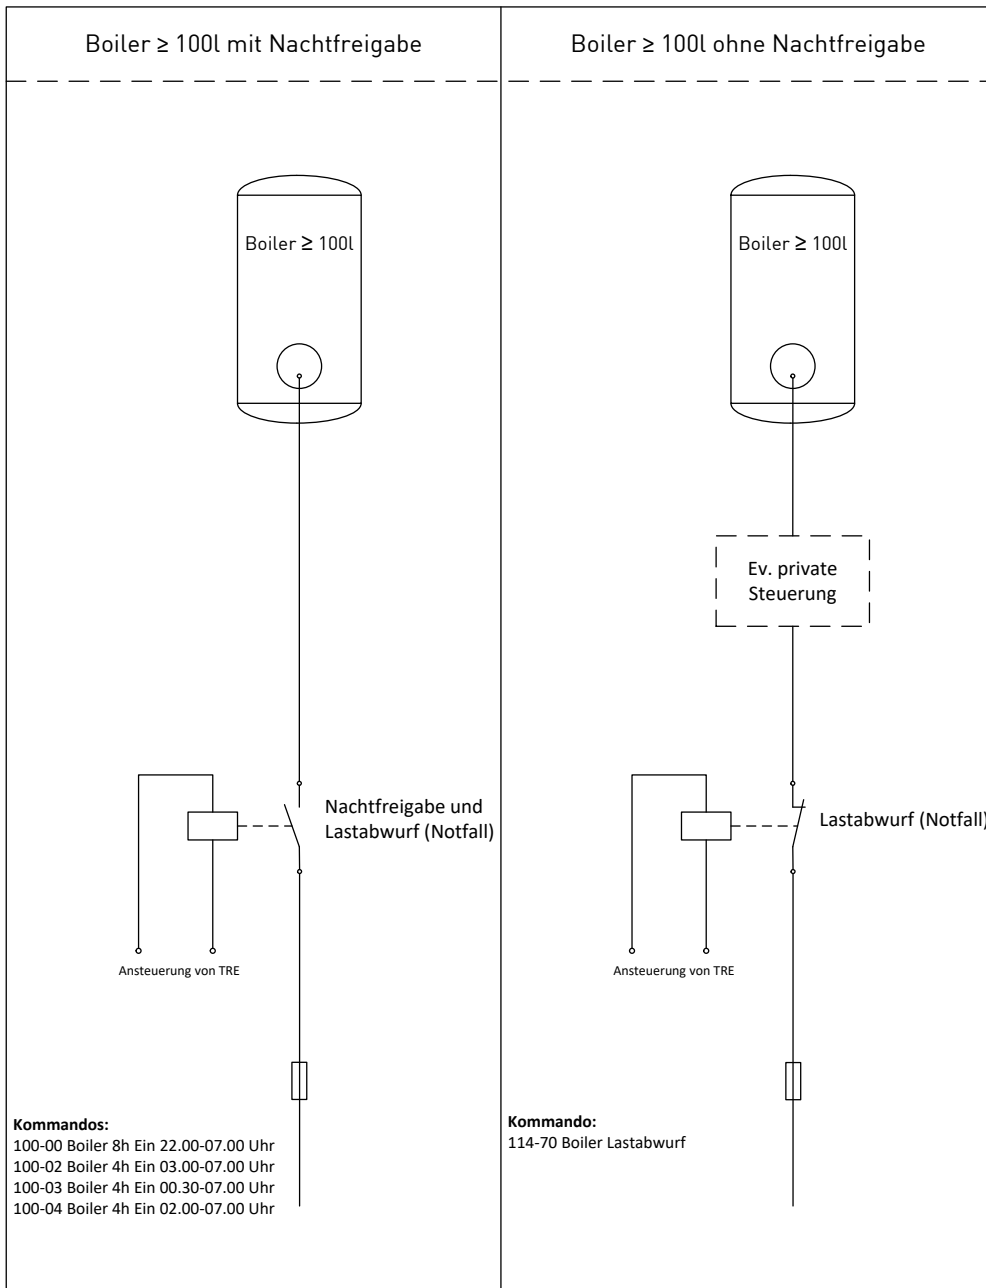 Boiler ≥ 100l mit Nachtfreigabe
Boiler ≥ 100l
Nachtfreigabe und
Lastabwurf (Notfall)
Ansteuerung von TRE
Kommandos:
100-00 Boiler 8h Ein 22.00-07.00 Uhr
100-02 Boiler 4h Ein 03.00-07.00 Uhr
100-03 Boiler 4h Ein 00.30-07.00 Uhr
100-04 Boiler 4h Ein 02.00-07.00 Uhr
Boiler ≥ 100l ohne Nachtfreigabe
Boiler ≥ 100l
Ev. private
Steuerung
Lastabwurf (Notfall)
Ansteuerung von TRE
Kommando:
114-70 Boiler Lastabwurf